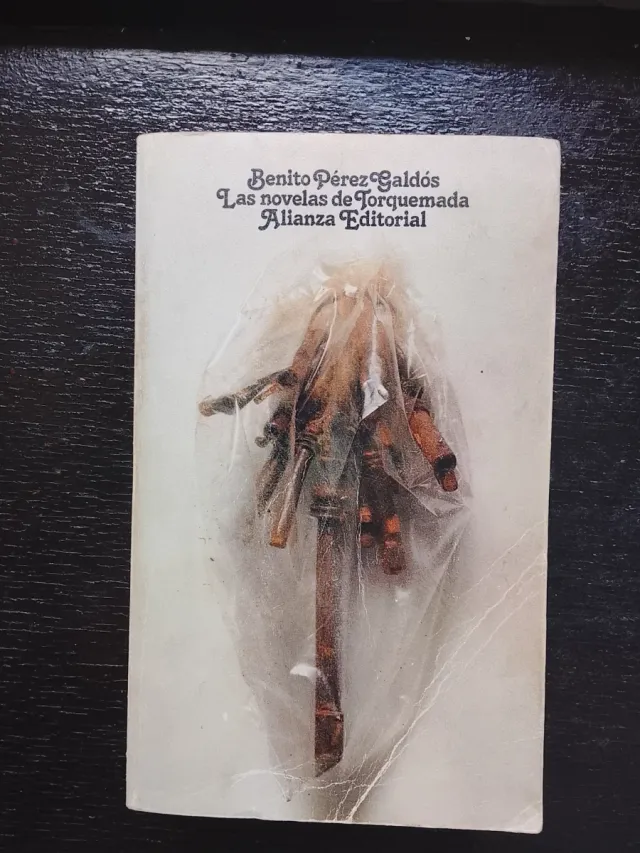 Benito Pérez Galdós
Las novelas de Torquemada
Alianza Editorial